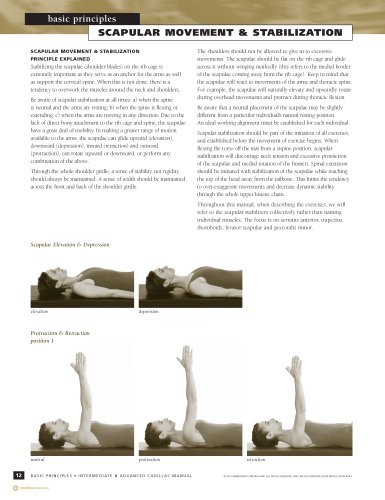 basic principles
SCAPULAR MOVEMENT & STABILIZATION
SCAPULAR MOVEMENT & STABILIZATION
PRINCIPLE EXPLAINED
Stabilizing the scapulae (shoulder blades) on the rib cage is
extremely important as they serve as an anchor for the arms as well
as support the cervical spine. When this is not done, there is a
tendency to overwork the muscles around the neck and shoulders.
Be aware of scapular stabilization at all times: a) when the spine
is neutral and the arms are resting; b) when the spine is flexing or
extending; c) when the arms are moving in any direction. Due to the
lack of direct bony attachment to the rib cage and spine, the scapulae
have a great deal of mobility. In making a greater range of motion
available to the arms, the scapulae can glide upward (elevation),
downward (depression), inward (retraction) and outward
(protraction), can rotate upward or downward, or perform any
combination of the above.
Through the whole shoulder girdle, a sense of stability, not rigidity,
should always be maintained. A sense of width should be maintained
across the front and back of the shoulder girdle.
The shoulders should not be allowed to give in to excessive
movements. The scapulae should lie flat on the rib cage and glide
across it without winging markedly (this refers to the medial border
of the scapulae coming away from the rib cage). Keep in mind that
the scapulae will react to movements of the arms and thoracic spine.
For example, the scapulae will naturally elevate and upwardly rotate
during overhead movements and protract during thoracic flexion.
Be aware that a neutral placement of the scapulae may be slightly
different from a particular individual's natural resting position.
An ideal working alignment must be established for each individual.
Scapular stabilization should be part of the initiation of all exercises,
and established before the movement of exercise begins. When
flexing the torso off the mat from a supine position, scapular
stabilization will discourage neck tension and excessive protraction
of the scapulae and medial rotation of the humeri. Spinal extension
should be initiated with stabilization of the scapulae while reaching
the top of the head away from the tailbone. This limits the tendency
to over-exaggerate movements and decrease dynamic stability
through the whole upper kinetic chain.
Throughout this manual, when describing the exercises, we will
refer to the scapular stabilizers collectively rather than naming
individual muscles. The focus is on serratus anterior, trapezius,
rhomboids, levator scapulae and pectoralis minor.
Scapular Elevation & Depression
elevation
depression
Protraction & Retraction
position 1
neutral
protraction
retraction
12
BASIC PRINCIPLES • INTERMEDIATE & ADVANCED CADILLAC MANUAL